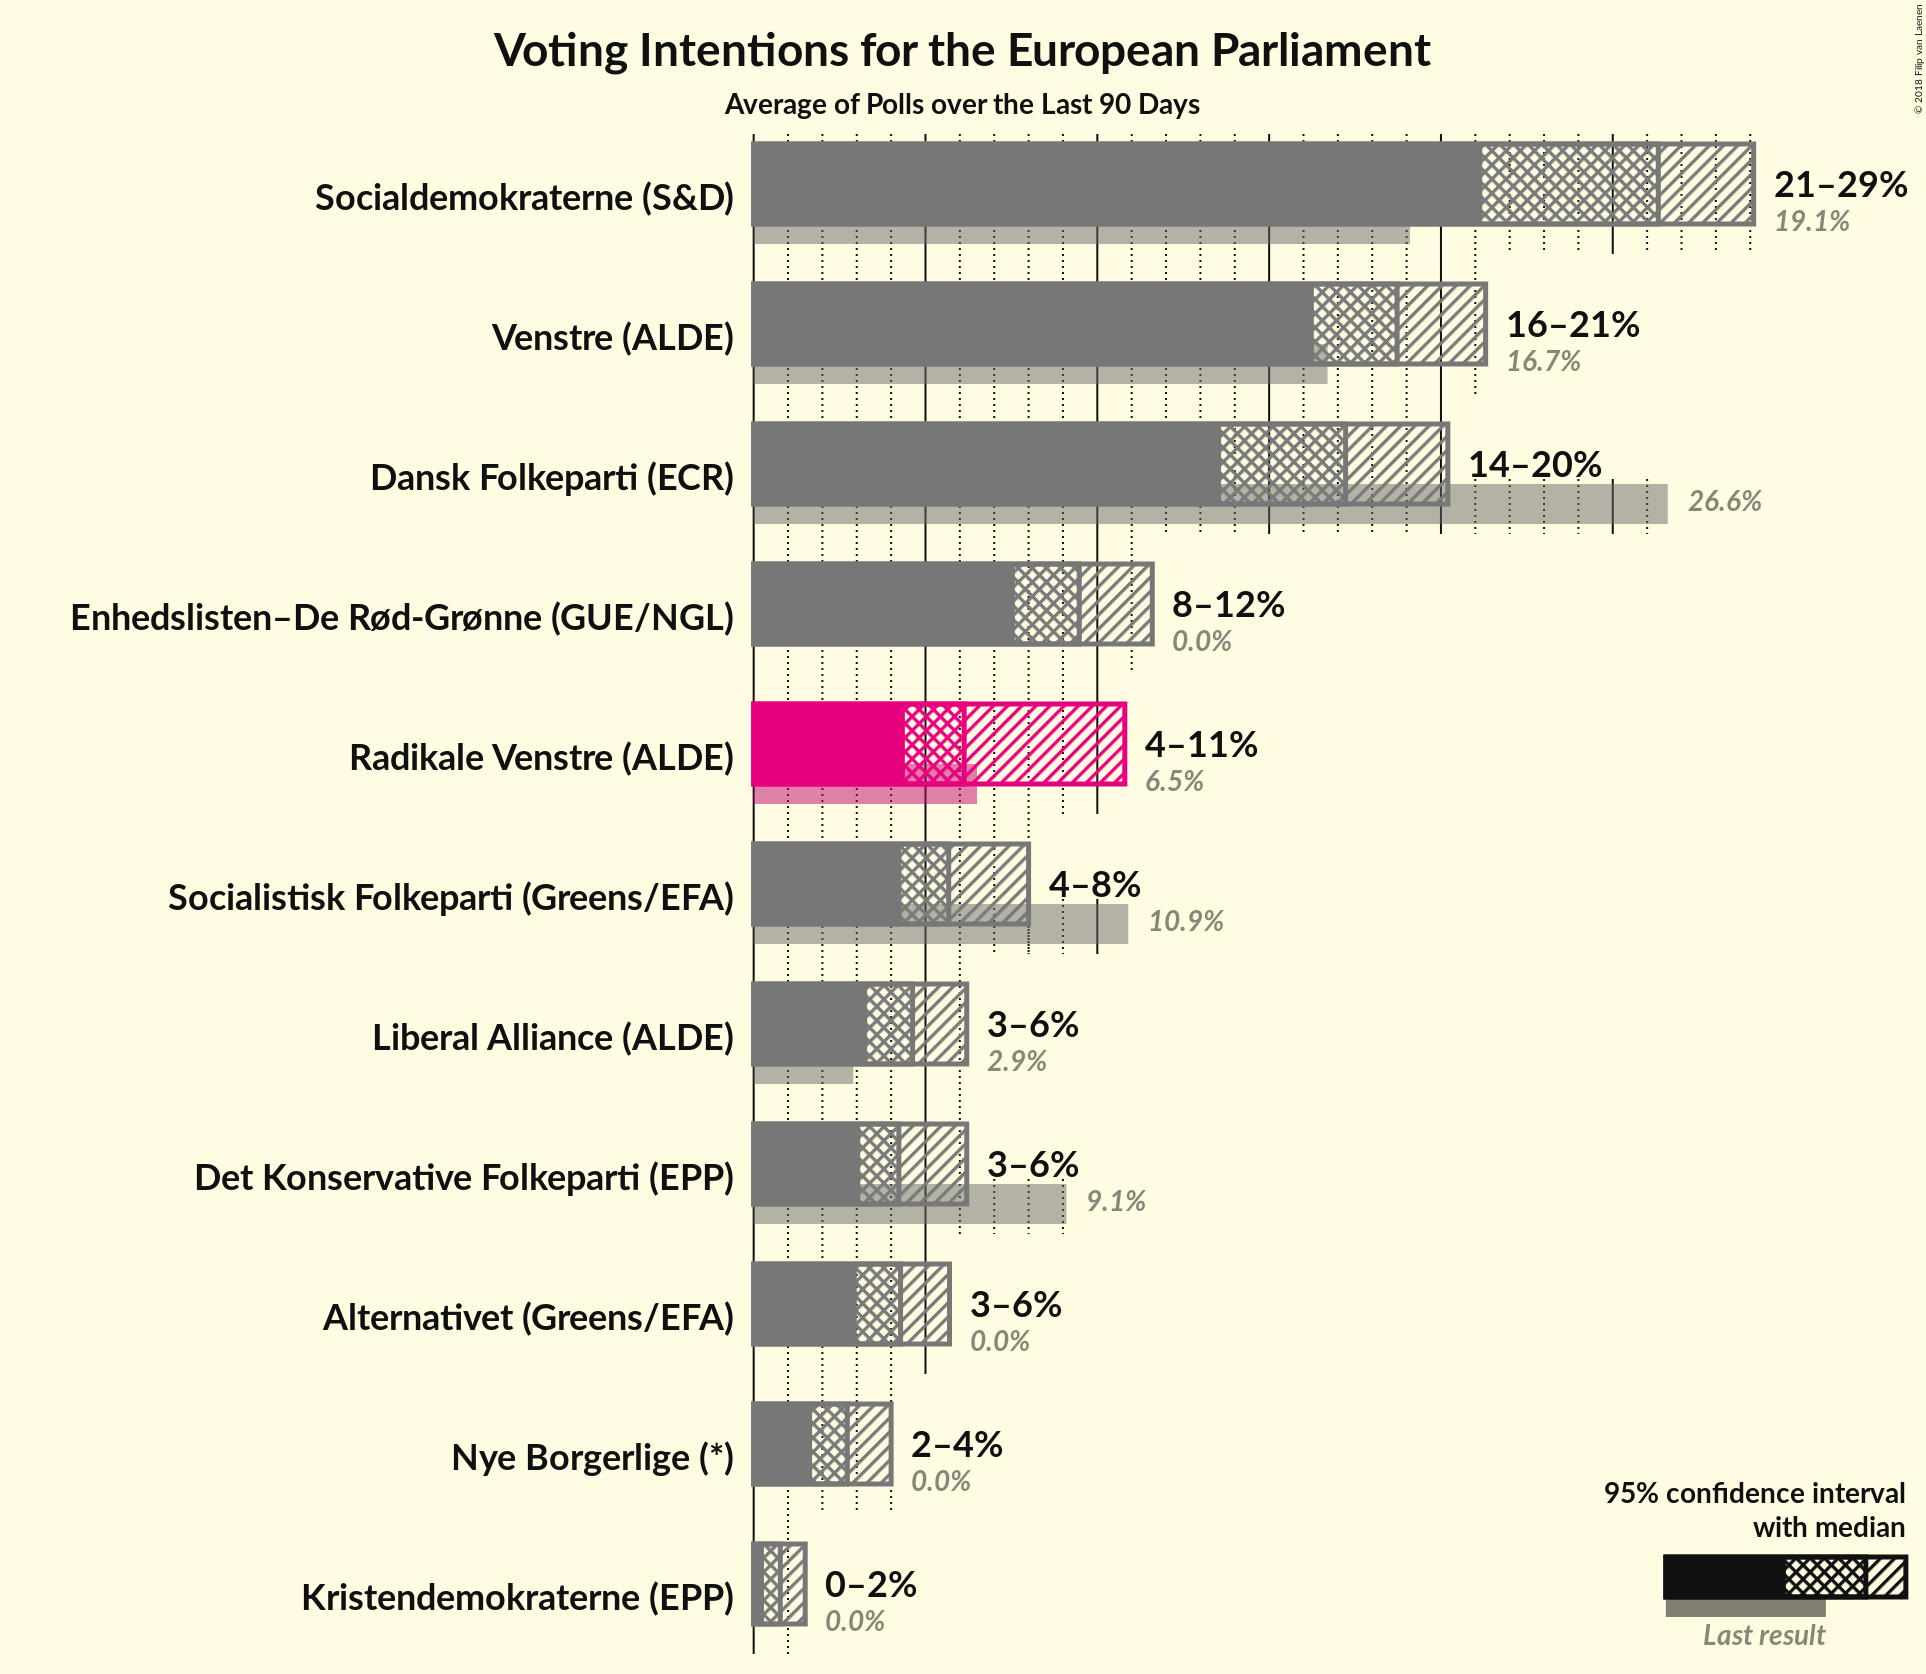 © 2018 Filip van Laenen
Voting Intentions for the European Parliament
Average of Polls over the Last 90 Days
Socialdemokraterne (S&D)
21–29%
19.1%
Venstre (ALDE)
16–21%
16.7%
Dansk Folkeparti (ECR)
14–20%
26.6%
Enhedslisten–De Rød-Grønne (GUE/NGL)
8–12%
0.0%
Radikale Venstre (ALDE)
4–11%
6.5%
Socialistisk Folkeparti (Greens/EFA)
4–8%
10.9%
Liberal Alliance (ALDE)
3–6%
2.9%
Det Konservative Folkeparti (EPP)
3–6%
9.1%
Alternativet (Greens/EFA)
3–6%
0.0%
Nye Borgerlige (*)
2–4%
0.0%
Kristendemokraterne (EPP)
0–2%
0.0%
95% confidence interval
with median
Last result